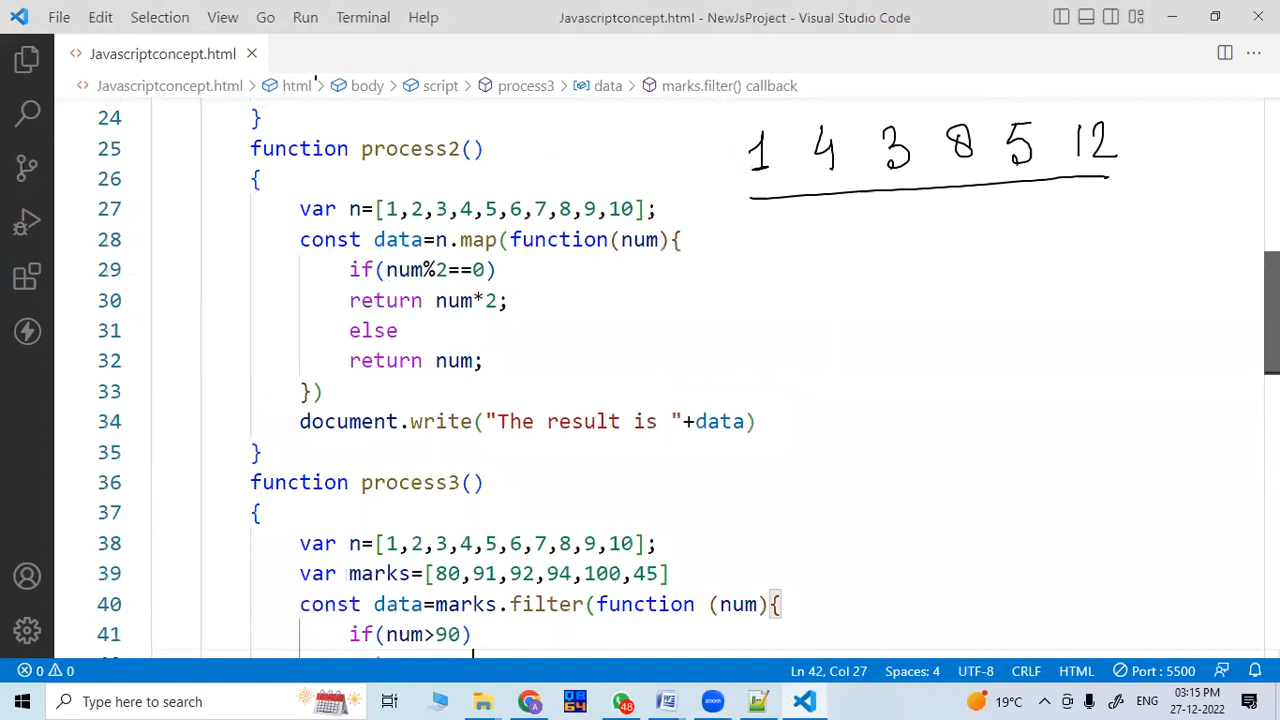 File Edit Selection View Go Run Terminal Help Javascriptconcept.html - NewJsProject - Visual Studio Code
Javascriptconcept.html
Javascriptconcept.html > html > body > script > process3 > data > marks.filter() callback
24 }
1 4 3 8 5 12
25 function process2()
26 {
27 var n=[1,2,3,4,5,6,7,8,9,10];
28 const data=n.map(function(num){
29 if(num%2==0)
30 return num*2;
31 else
32 return num;
33 })
34 document.write("The result is "+data)
35 }
36 function process3()
37 {
38 var n=[1,2,3,4,5,6,7,8,9,10];
39 var marks=[80,91,92,94,100,45]
40 const data=marks.filter(function (num){
41 if(num>90)
0 0 Ln 42, Col 27 Spaces: 4 UTF-8 CRLF HTML Port : 5500
Type here to search QB 64 48 W zoom 19°C 03:15 PM
27-12-2022